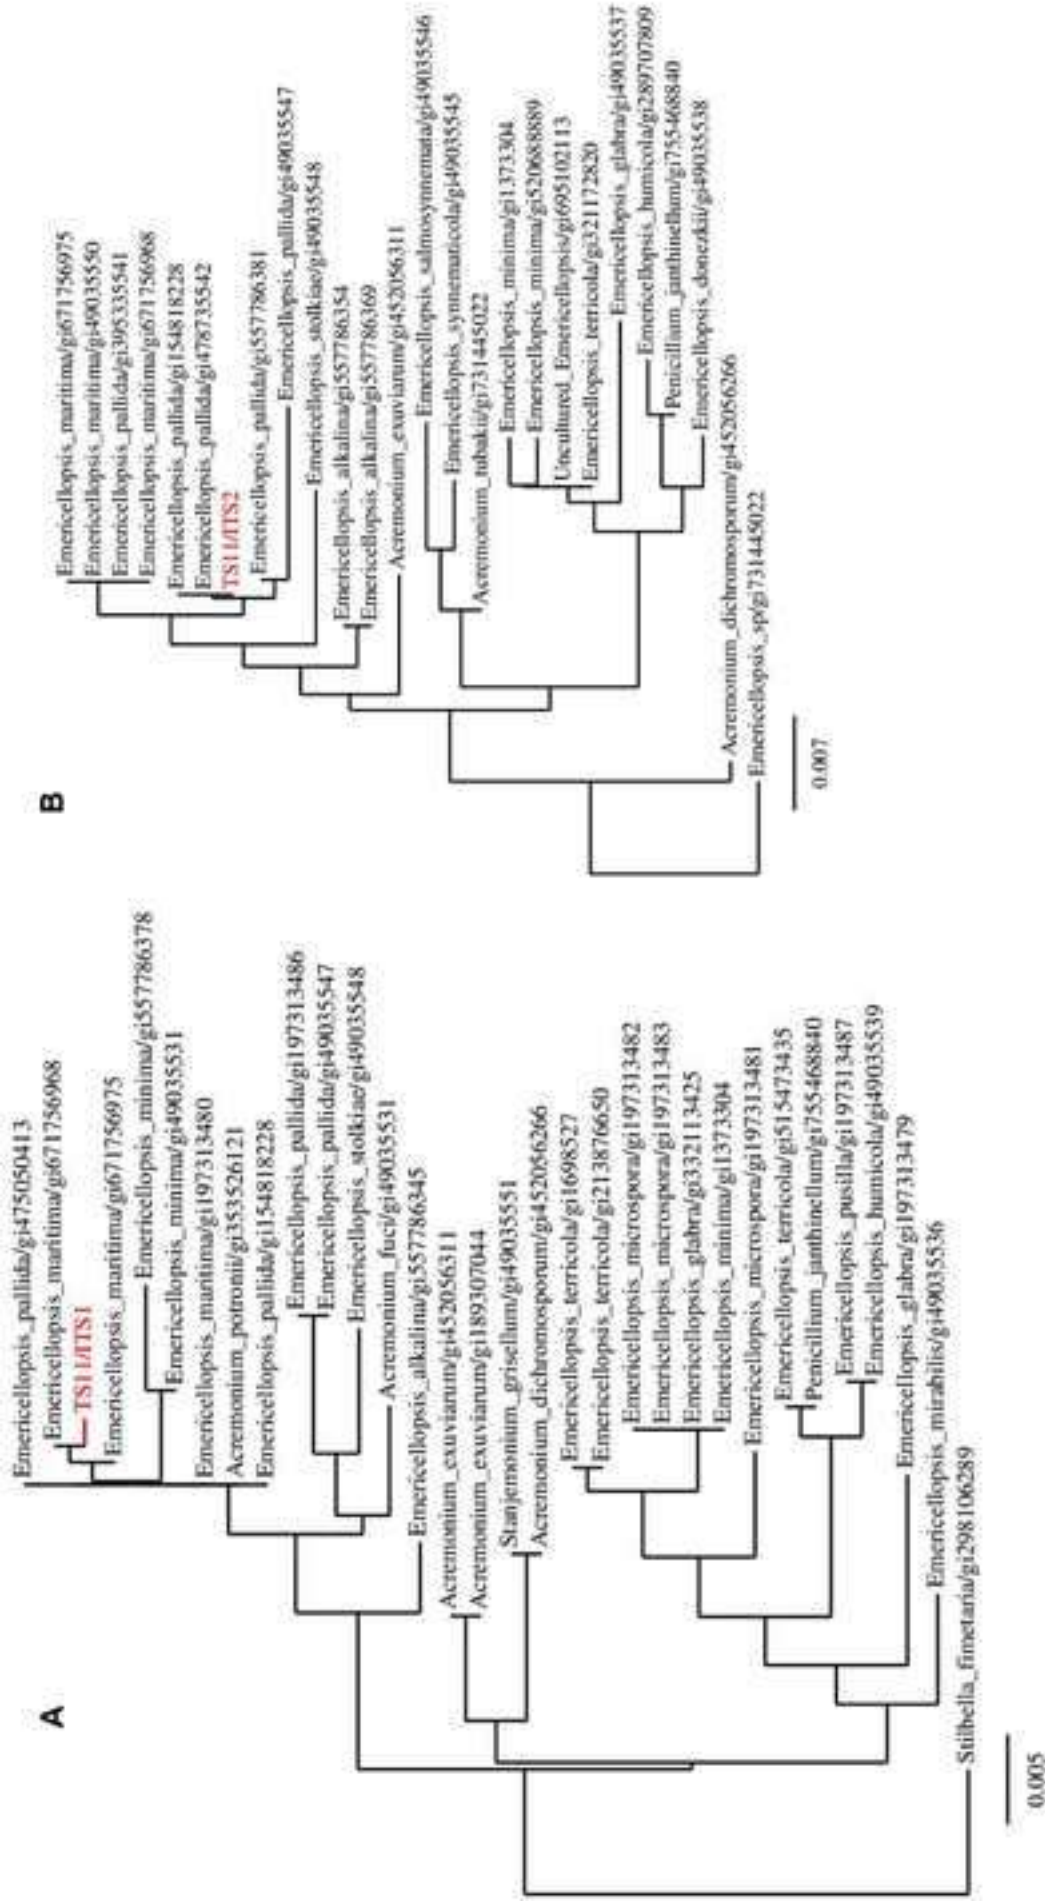 A
Emericellopsis_pallida/gi475050413
Emericellopsis_maritima/gi671756968
TS11/ITS1
Emericellopsis_maritima/gi671756975
Emericellopsis_minima/gi557786378
Emericellopsis_minima/gi49035531
Emericellopsis_maritima/gi197313480
Acremonium_potronii/gi353526121
Emericellopsis_pallida/gi154818228
Emericellopsis_pallida/gi197313486
Emericellopsis_pallida/gi49035547
Emericellopsis_stolkiae/gi49035548
Acremonium_fuci/gi49035531
Emericellopsis_alkalina/gi557786345
Acremonium_exuviarum/gi452056311
Acremonium_exuviarum/gi189307044
Stanjemonium_grisellum/gi49035551
Acremonium_dichromosporum/gi452056266
Emericellopsis_terricola/gi1698527
Emericellopsis_terricola/gi213876650
Emericellopsis_microspora/gi197313482
Emericellopsis_microspora/gi197313483
Emericellopsis_glabra/gi332113425
Emericellopsis_minima/gi1373304
Emericellopsis_microspora/gi197313481
Emericellopsis_terricola/gi515473435
Penicillium_janthinellum/gi755468840
Emericellopsis_pusilla/gi197313487
Emericellopsis_humicola/gi49035539
Emericellopsis_glabra/gi197313479
Emericellopsis_mirabilis/gi49035536
Stilbella_fimetaria/gi298106289
0.005
B
Emericellopsis_maritima/gi671756975
Emericellopsis_maritima/gi49035550
Emericellopsis_pallida/gi395335541
Emericellopsis_maritima/gi671756968
Emericellopsis_pallida/gi154818228
Emericellopsis_pallida/gi478735542
TS11/ITS2
Emericellopsis_pallida/gi557786381
Emericellopsis_pallida/gi49035547
Emericellopsis_stolkiae/gi49035548
Emericellopsis_alkalina/gi557786354
Emericellopsis_alkalina/gi557786369
Acremonium_exuviarum/gi452056311
Emericellopsis_salmosynnemata/gi49035546
Emericellopsis_synnematicola/gi49035545
Acremonium_tubakii/gi731445022
Emericellopsis_minima/gi1373304
Emericellopsis_minima/gi520688889
Uncultured_Emericellopsis/gi695102113
Emericellopsis_terricola/gi321172820
Emericellopsis_glabra/gi49035537
Emericellopsis_humicola/gi289707809
Penicillium_janthinellum/gi755468840
Emericellopsis_donezkii/gi49035538
Acremonium_dichromosporum/gi452056266
Emericellopsis_sp/gi731445022
0.007